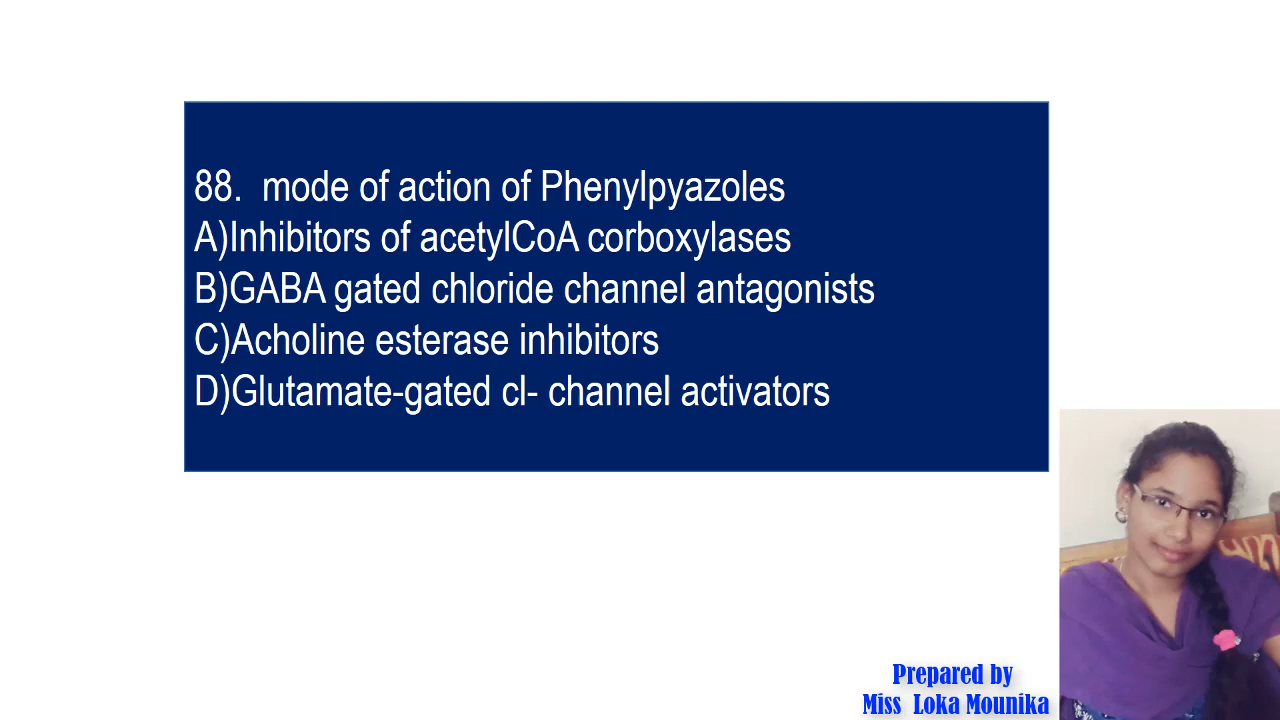 88.  mode of action of Phenylpyazoles
A)Inhibitors of acetylCoA corboxylases
B)GABA gated chloride channel antagonists
C)Acholine esterase inhibitors
D)Glutamate-gated cl- channel activators
Prepared by
Miss  Loka Mounika